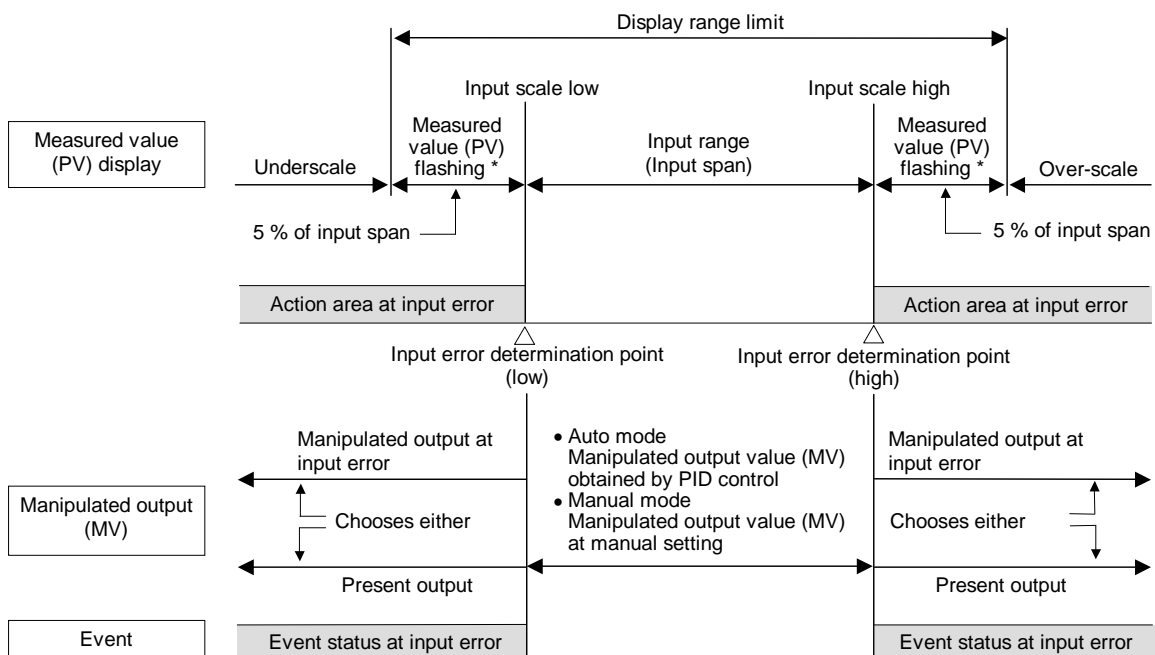 Display range limit
Input scale low
Input scale high
Measured value
(PV) display
Underscale
Measured
value (PV)
flashing *
Input range
(Input span)
Measured
value (PV)
flashing *
Over-scale
5 % of input span
5 % of input span
Action area at input error
Action area at input error
Input error determination point
(low)
Input error determination point
(high)
Manipulated output
(MV)
Manipulated output at
input error
Chooses either
Present output
• Auto mode
Manipulated output value (MV)
obtained by PID control
• Manual mode
Manipulated output value (MV)
at manual setting
Manipulated output at
input error
Chooses either
Present output
Event
Event status at input error
Event status at input error